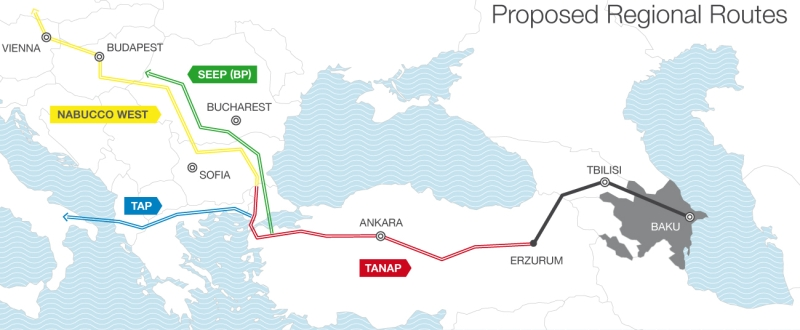 Proposed Regional Routes
VIENNA
BUDAPEST
SEEP (BP)
NABUCCO WEST
BUCHAREST
SOFIA
TBILISI
TAP
ANKARA
BAKU
ERZURUM
TANAP